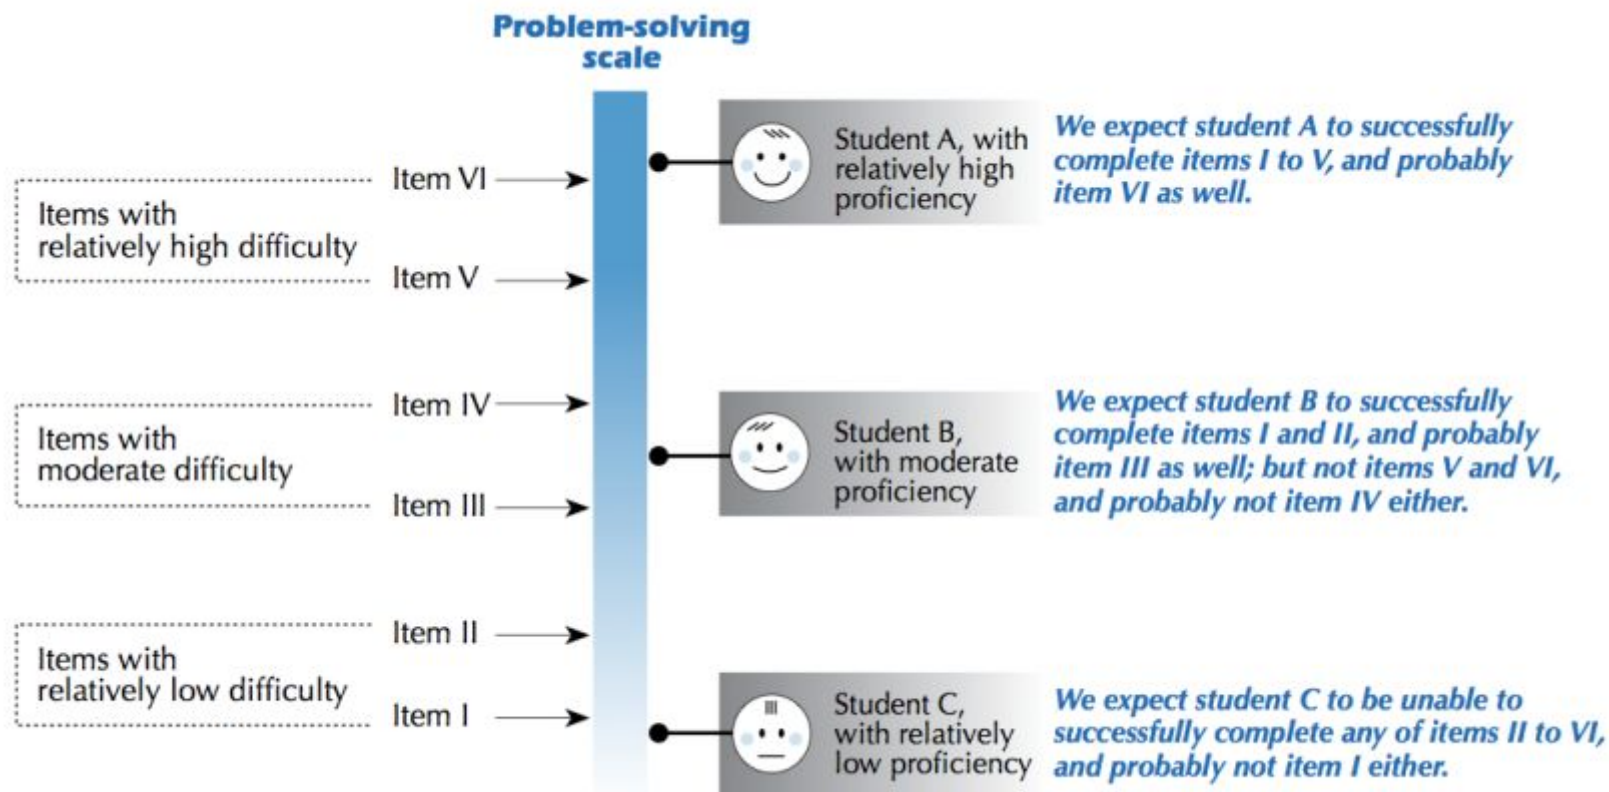 Problem-solving
scale
Item VI
Items with
relatively high difficulty
Item V
Student A, with
relatively high
proficiency
We expect student A to successfully
complete items I to V, and probably
item VI as well.
Item IV
Items with
moderate difficulty
Item III
Student B,
with moderate
proficiency
We expect student B to successfully
complete items I and II, and probably
item III as well; but not items V and VI,
and probably not item IV either.
Item II
Items with
relatively low difficulty
Item I
Student C,
with relatively
low proficiency
We expect student C to be unable to
successfully complete any of items II to VI,
and probably not item I either.